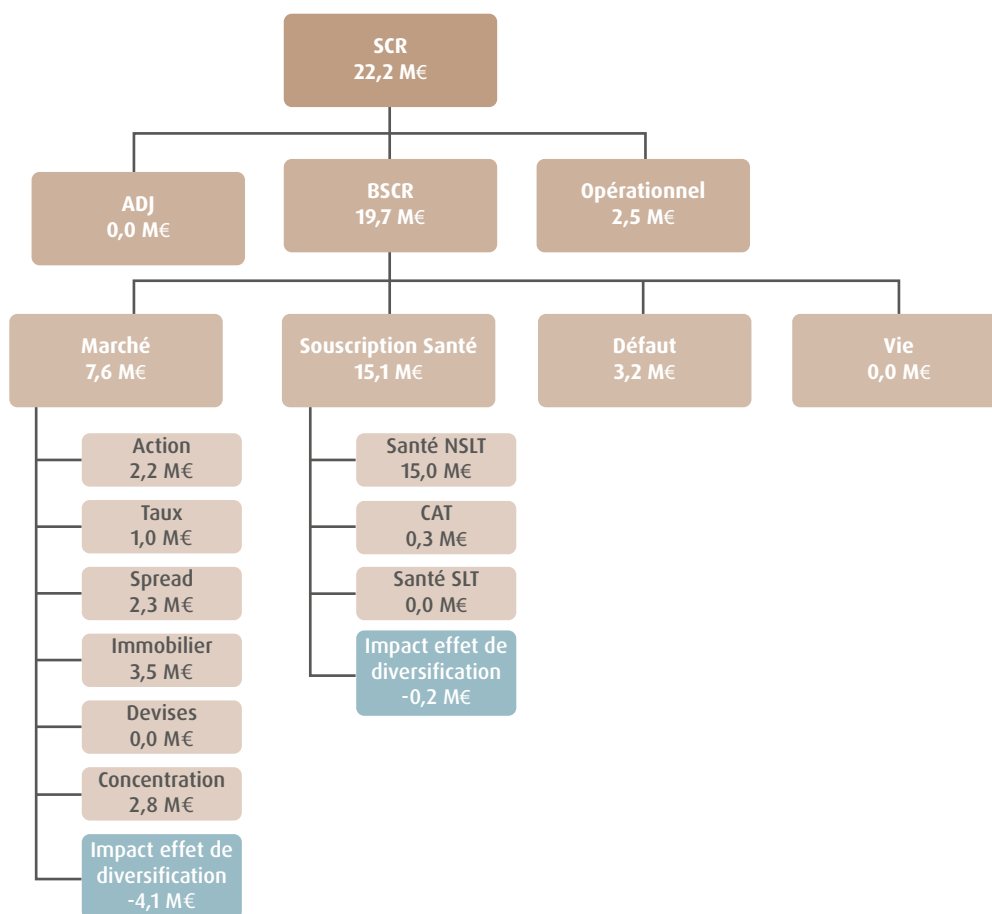 SCR
22,2 M€
ADJ
0,0 M€
BSCR
19,7 M€
Opérationnel
2,5 M€
Marché
7,6 M€
Souscription Santé
15,1 M€
Défaut
3,2 M€
Vie
0,0 M€
Action
2,2 M€
Taux
1,0 M€
Spread
2,3 M€
Immobilier
3,5 M€
Devises
0,0 M€
Concentration
2,8 M€
Impact effet de
diversification
-4,1 M€
Santé NSLT
15,0 M€
CAT
0,3 M€
Santé SLT
0,0 M€
Impact effet de
diversification
-0,2 M€